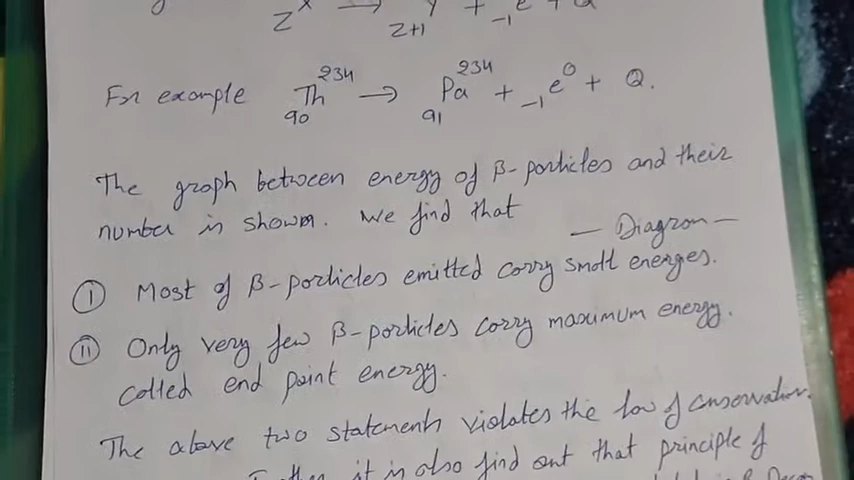 Z X → Z+1 Y + -1 e + Q
For example 90 Th 234 → 91 Pa 234 + -1 e 0 + Q.
The graph between energy of β-particles and their
number is shown. We find that
— Diagram —
(I) Most of β-particles emitted carry small energies.
(II) Only very few β-particles carry maximum energy.
called end point energy.
The above two statements violates the law of conservation.
it is also find out that principle of